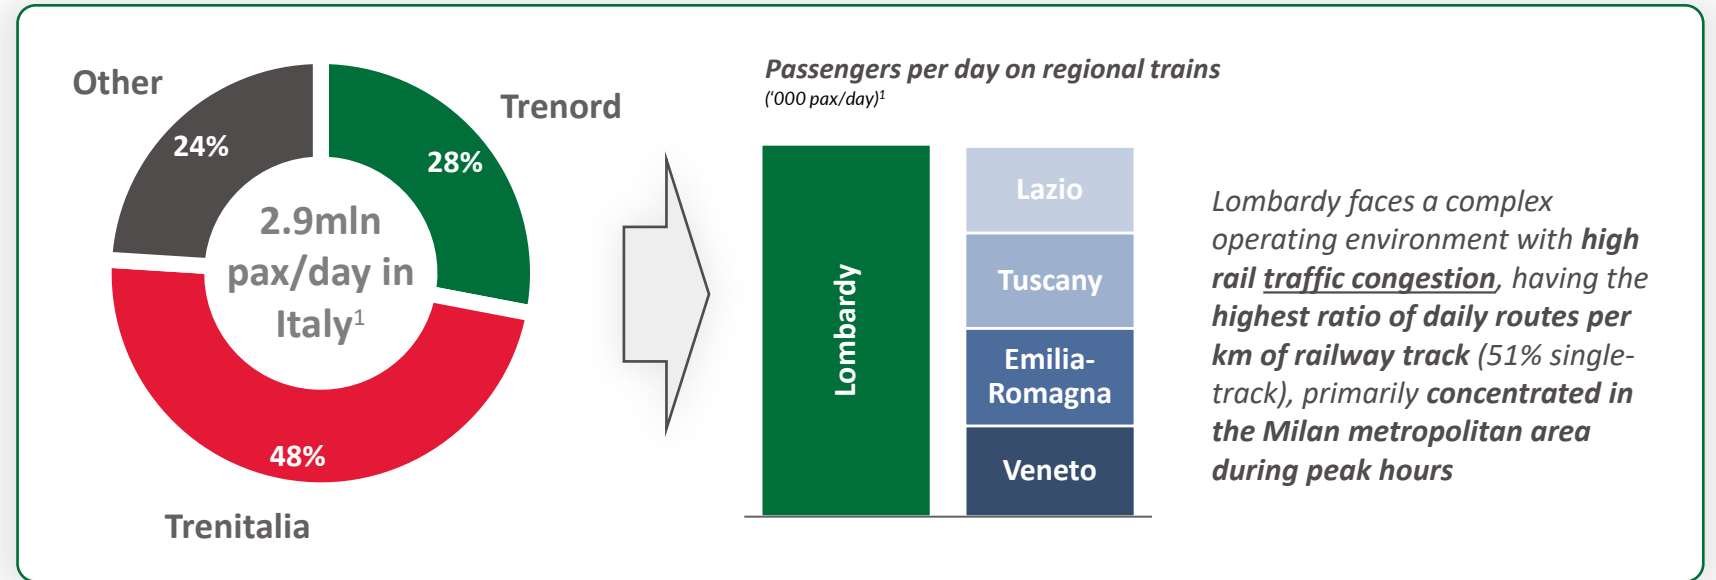 Other
24%
Trenord
28%
2.9mln
pax/day in
Italy1
48%
Trenitalia
Passengers per day on regional trains
(‘000 pax/day)1
Lombardy
Lazio
Tuscany
Emilia-
Romagna
Veneto
Lombardy faces a complex
operating environment with high
rail traffic congestion, having the
highest ratio of daily routes per
km of railway track (51% single-
track), primarily concentrated in
the Milan metropolitan area
during peak hours